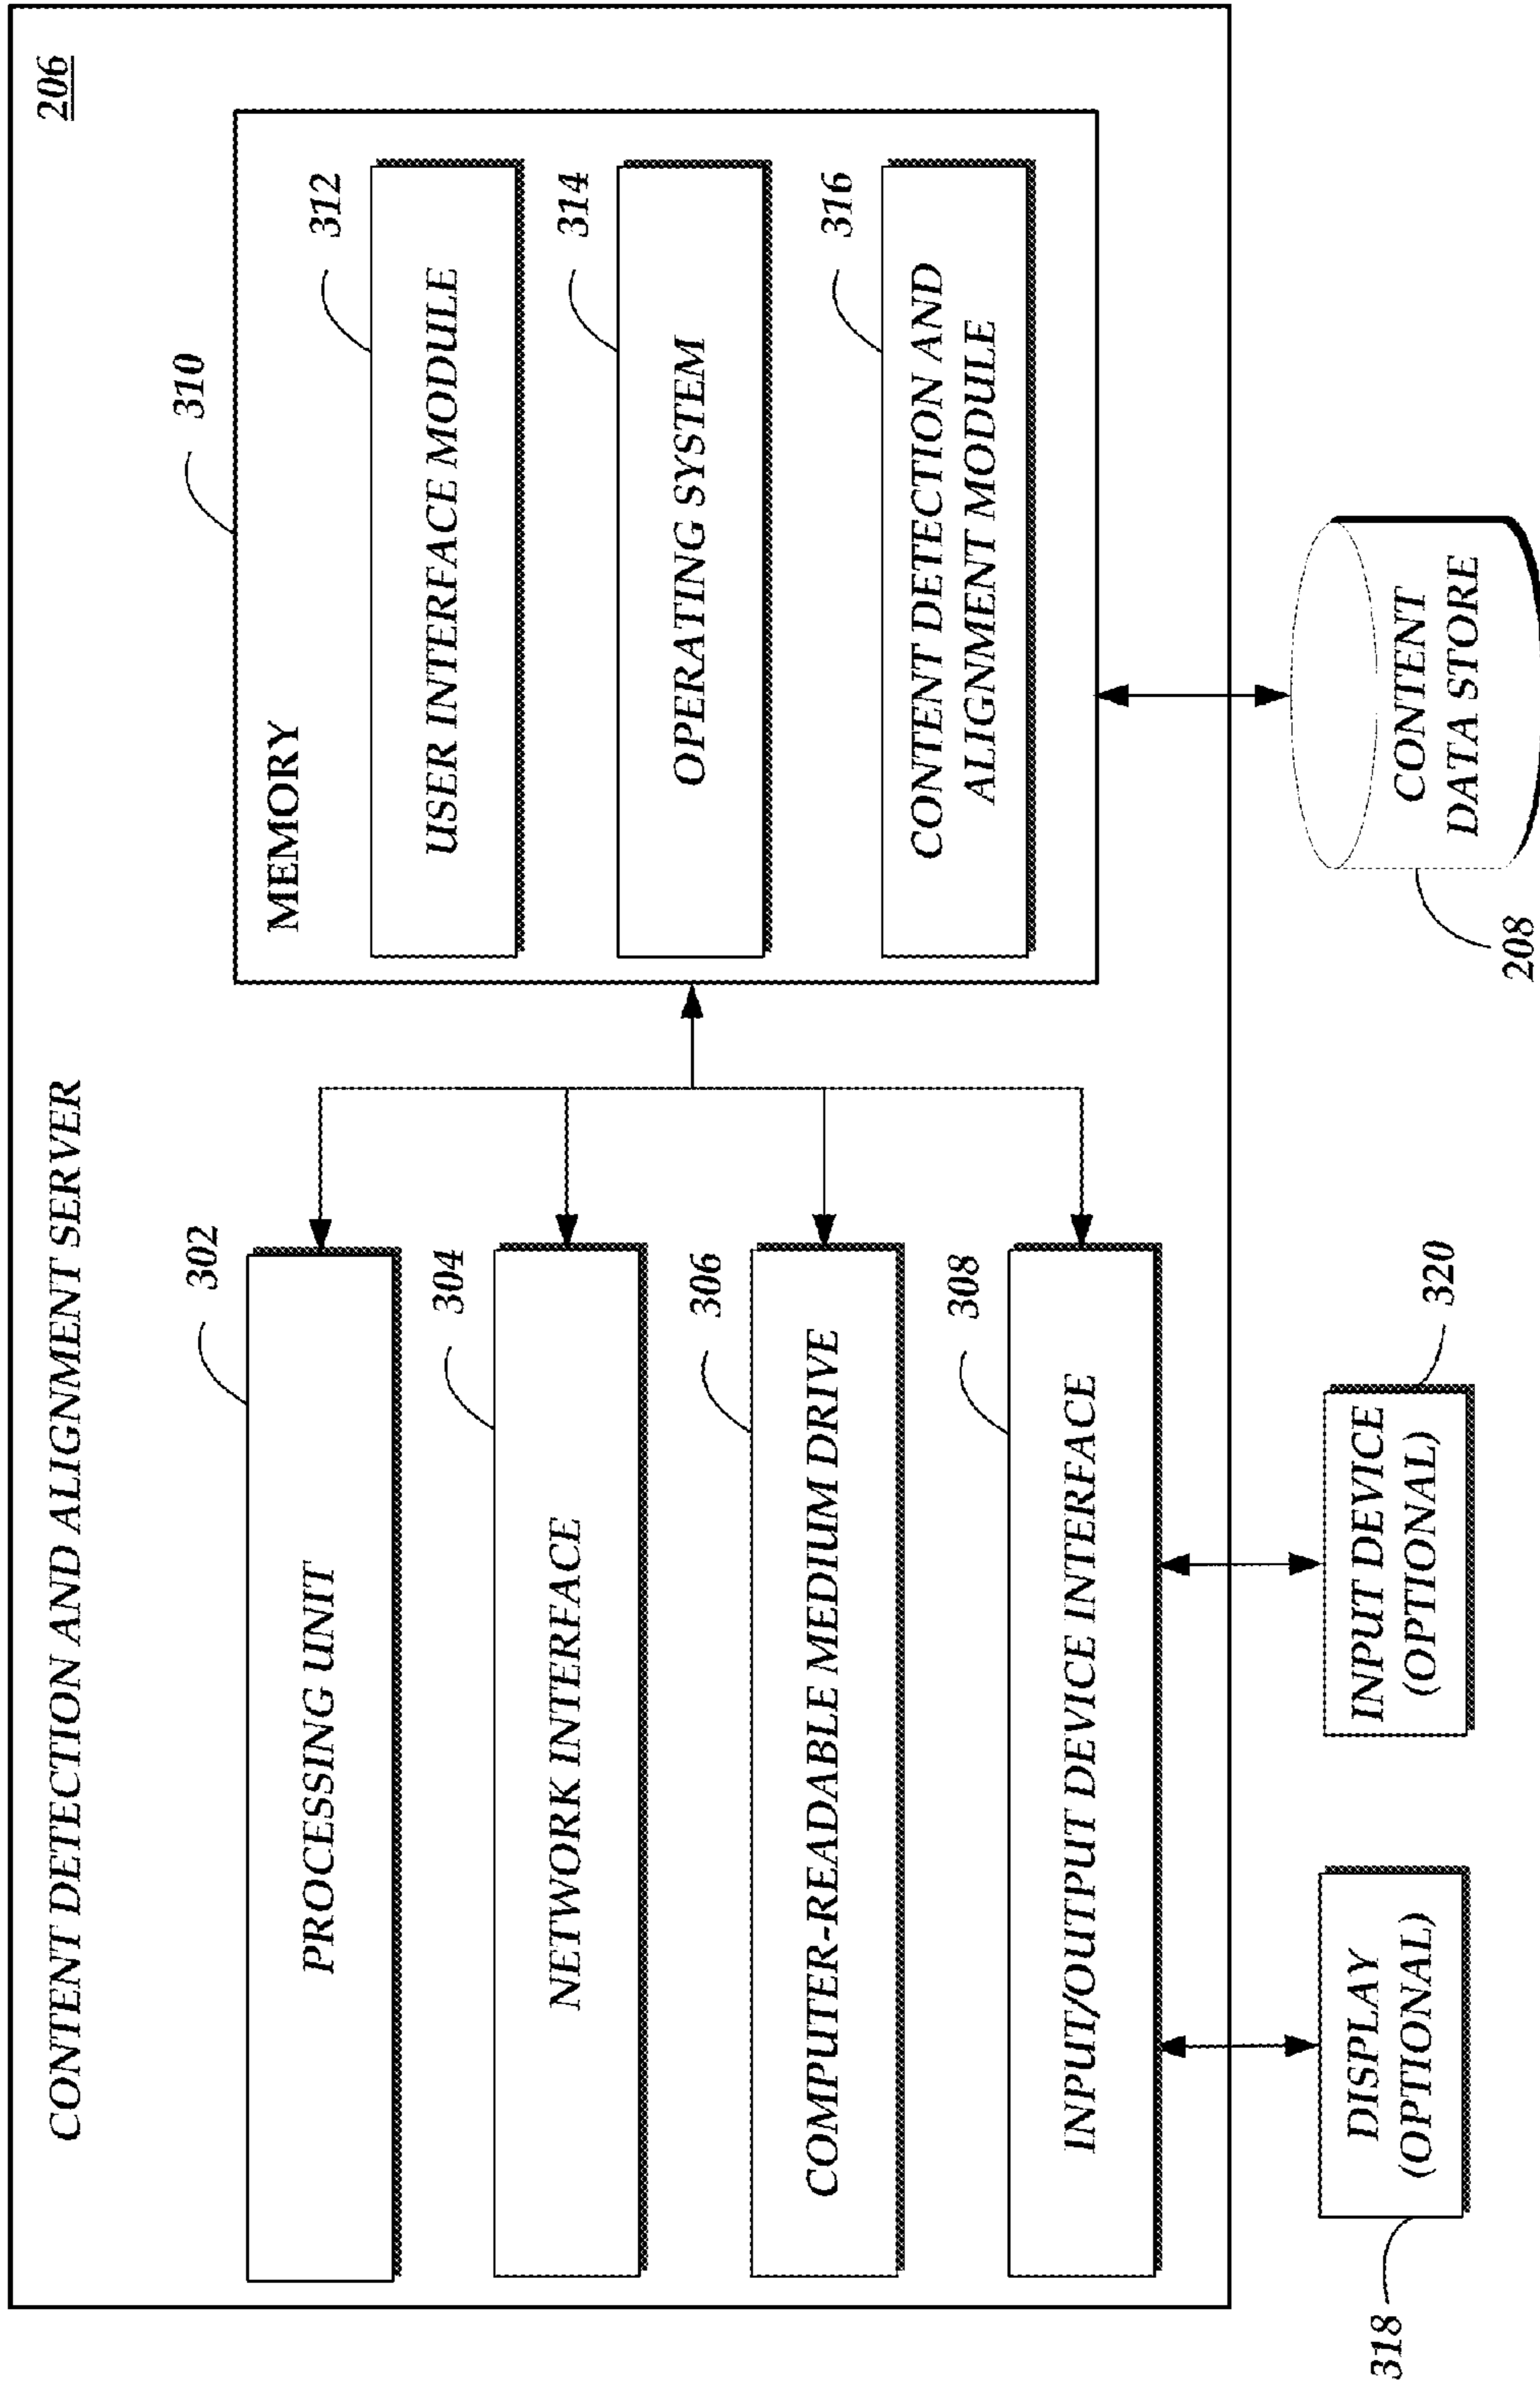 CONTENT DETECTION AND ALIGNMENT SERVER
206
302
PROCESSING UNIT
304
NETWORK INTERFACE
306
COMPUTER-READABLE MEDIUM DRIVE
308
INPUT/OUTPUT DEVICE INTERFACE
310
MEMORY
312
USER INTERFACE MODULE
314
OPERATING SYSTEM
316
CONTENT DETECTION AND
ALIGNMENT MODULE
318
DISPLAY
(OPTIONAL)
320
INPUT DEVICE
(OPTIONAL)
208
CONTENT
DATA STORE